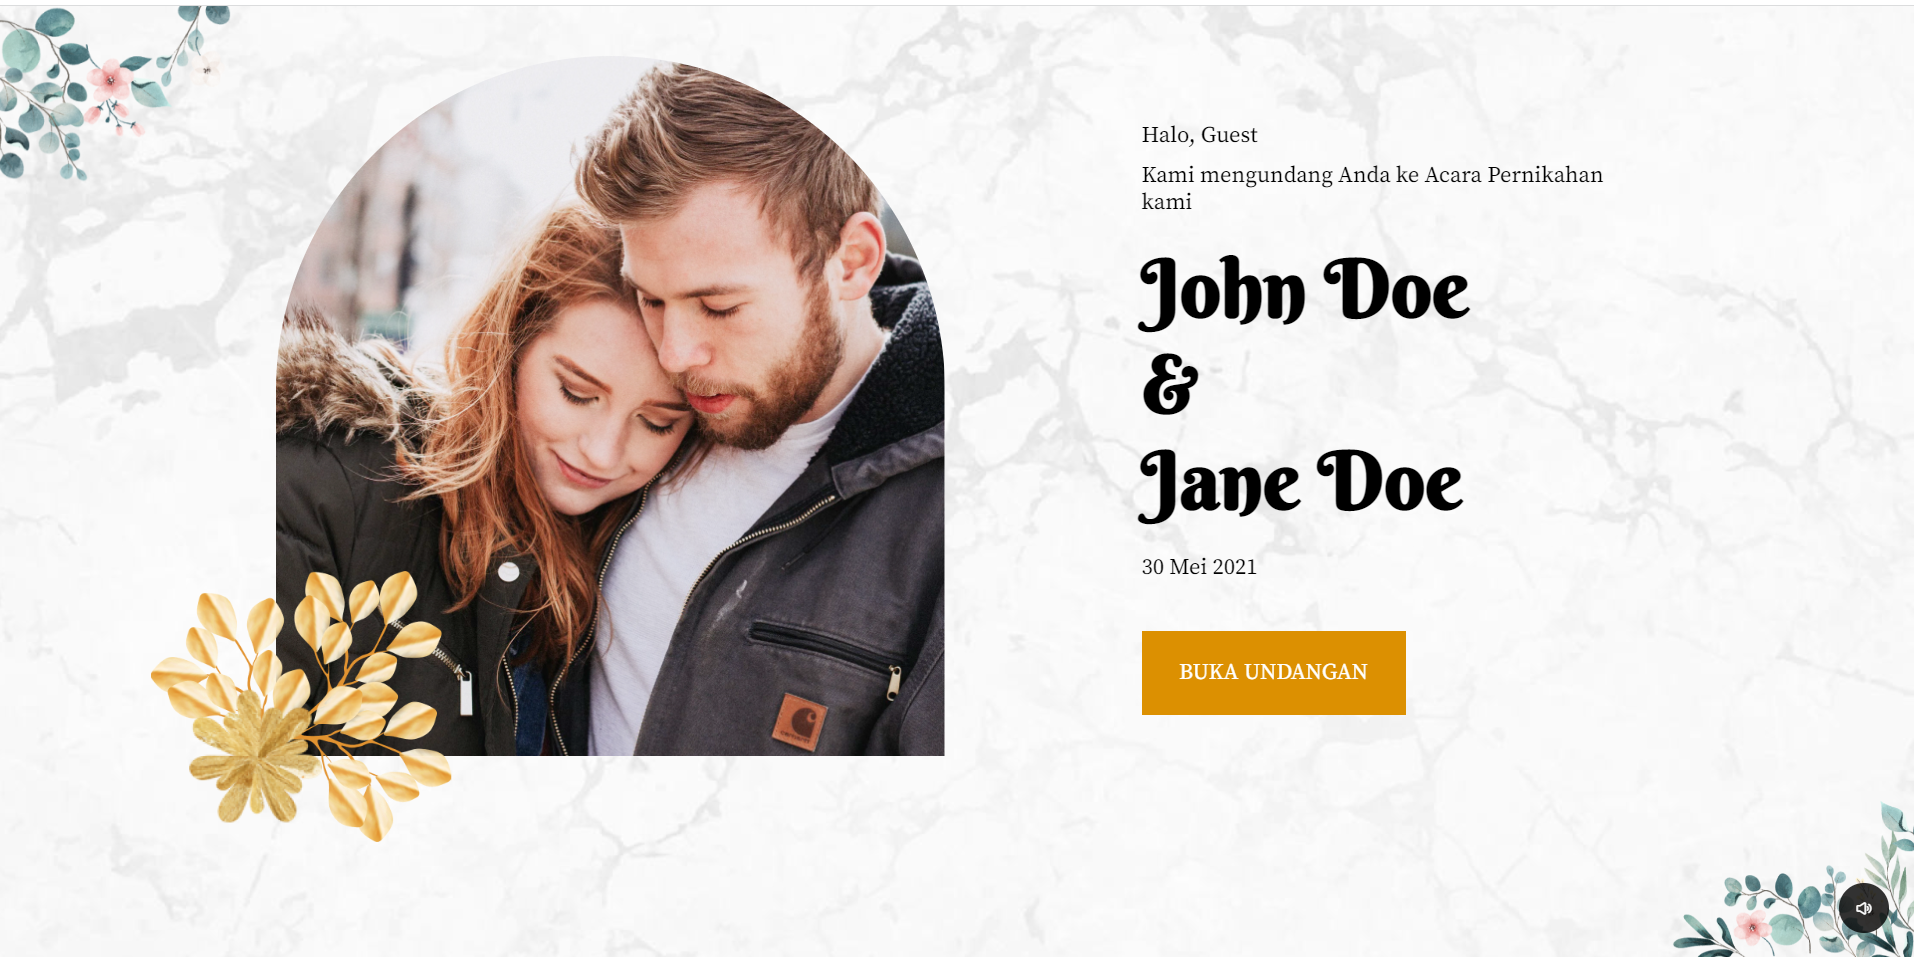 Halo, Guest
Kami mengundang Anda ke Acara Pernikahan
kami
John Doe
&
Jane Doe
30 Mei 2021
BUKA UNDANGAN